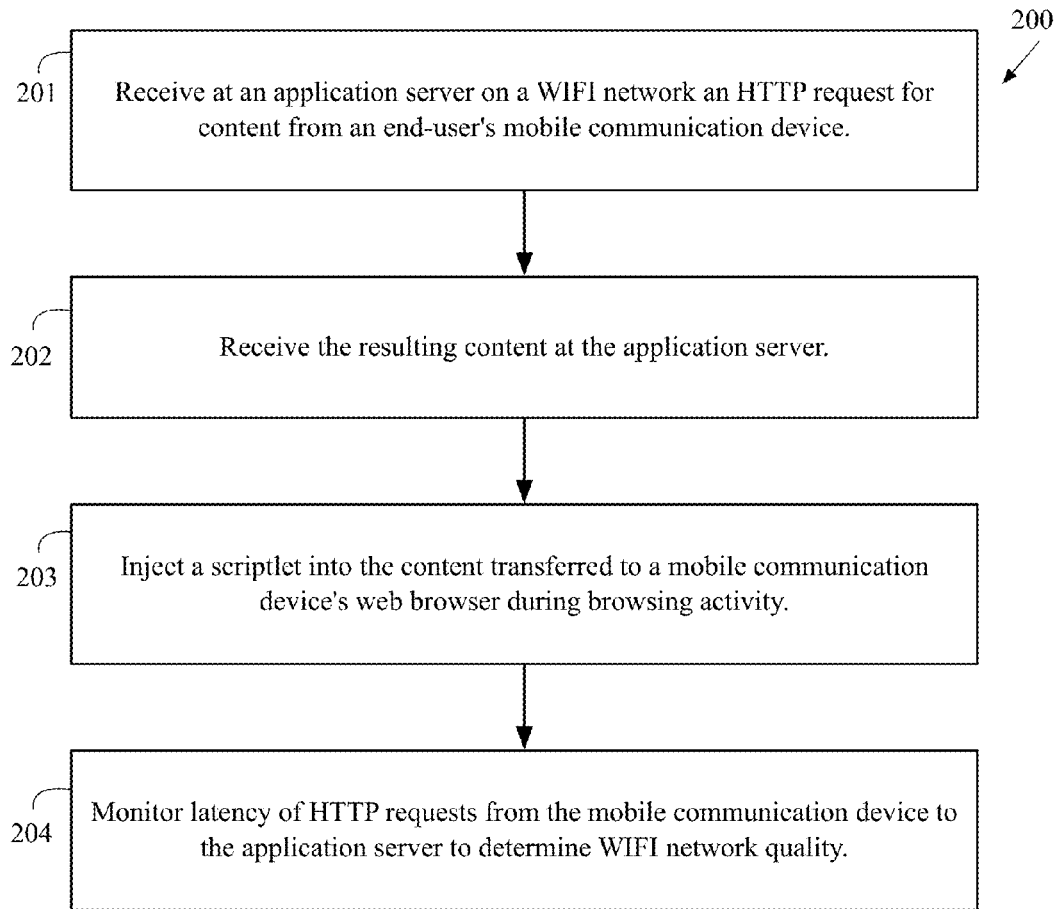 200
201
Receive at an application server on a WIFI network an HTTP request for
content from an end-user's mobile communication device.
202
Receive the resulting content at the application server.
203
Inject a scriptlet into the content transferred to a mobile communication
device's web browser during browsing activity.
204
Monitor latency of HTTP requests from the mobile communication device to
the application server to determine WIFI network quality.